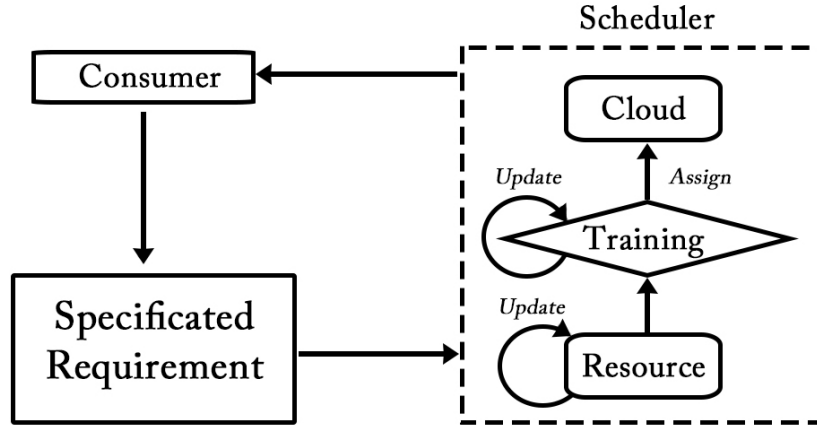 Scheduler
Consumer
Cloud
Update
Assign
Training
Specificated
Requirement
Update
Resource